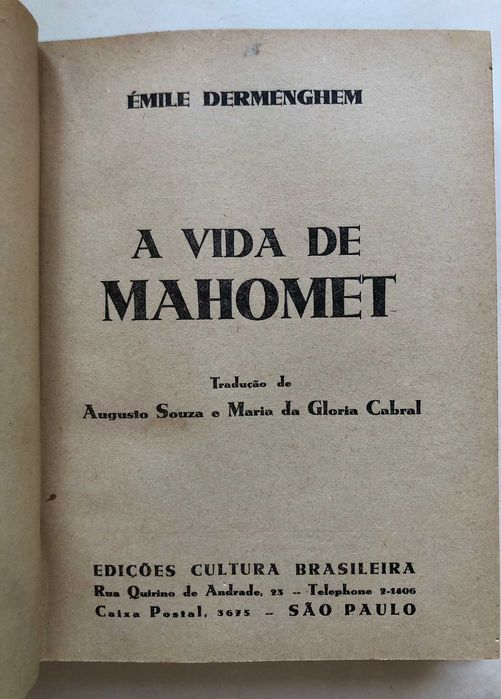 ÉMILE DERMENGHEM
A VIDA DE
MAHOMET
Tradução de
Augusto Souza e Maria da Gloria Cabral
EDIÇÕES CULTURA BRASILEIRA
Rua Quirino de Andrade, 23 -- Telephone 2-1406
Caixa Postal, 3675 -- SÃO PAULO